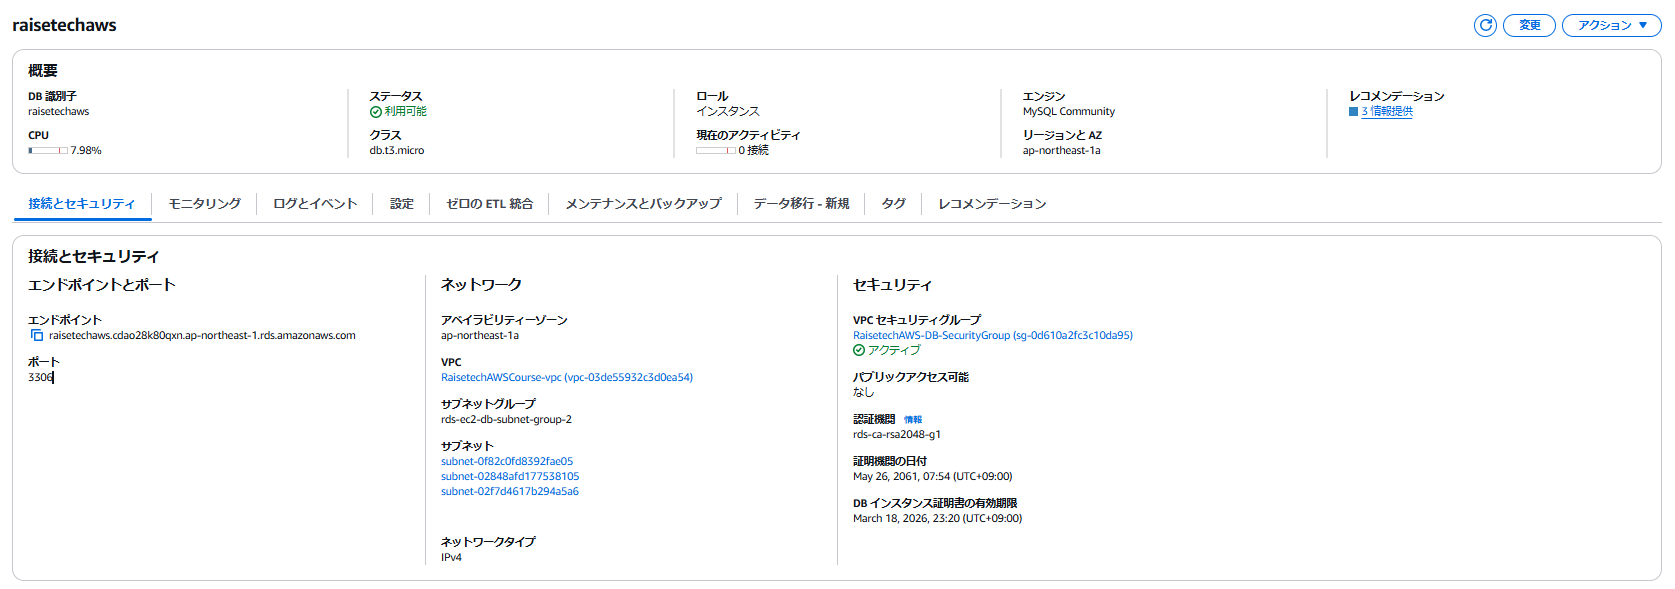 raisetechaws
変更
アクション
概要
DB 識別子
raisetechaws
CPU
7.98%
ステータス
利用可能
クラス
db.t3.micro
ロール
インスタンス
現在のアクティビティ
0 接続
エンジン
MySQL Community
リージョンと AZ
ap-northeast-1a
レコメンデーション
3 情報提供
接続とセキュリティ
モニタリング
ログとイベント
設定
ゼロの ETL 統合
メンテナンスとバックアップ
データ移行 - 新規
タグ
レコメンデーション
接続とセキュリティ
エンドポイントとポート
エンドポイント
raisetechaws.cdao28k80qxn.ap-northeast-1.rds.amazonaws.com
ポート
3306
ネットワーク
アベイラビリティーゾーン
ap-northeast-1a
VPC
RaisetechAWSCourse-vpc (vpc-03de55932c3d0ea54)
サブネットグループ
rds-ec2-db-subnet-group-2
サブネット
subnet-0f82c0fd8392fae05
subnet-02848afd177538105
subnet-02f7d4617b294a5a6
ネットワークタイプ
IPv4
セキュリティ
VPC セキュリティグループ
RaisetechAWS-DB-SecurityGroup (sg-0d610a2fc3c10da95)
アクティブ
パブリックアクセス可能
なし
認証機関 情報
rds-ca-rsa2048-g1
証明機関の日付
May 26, 2061, 07:54 (UTC+09:00)
DB インスタンス証明書の有効期限
March 18, 2026, 23:20 (UTC+09:00)